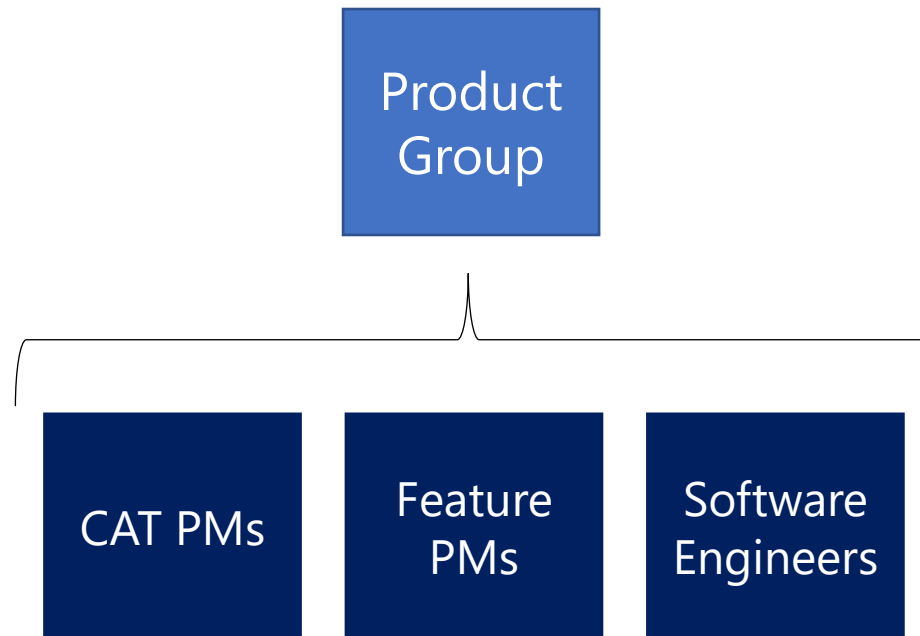 Product
Group
CAT PMs
Feature
PMs
Software
Engineers